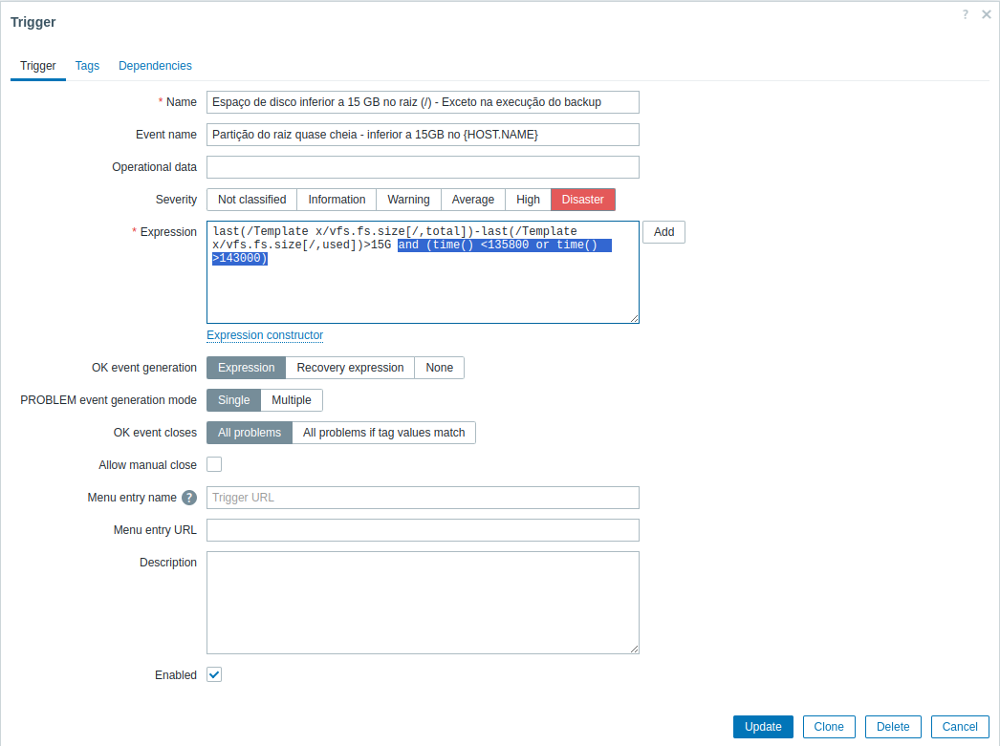 Trigger
? ×
Trigger Tags Dependencies
* Name Espaço de disco inferior a 15 GB no raiz (/) - Exceto na execução do backup
Event name Partição do raiz quase cheia - inferior a 15GB no {HOST.NAME}
Operational data
Severity Not classified Information Warning Average High Disaster
* Expression last(/Template x/vfs.fs.size[/,total])-last(/Template Add
x/vfs.fs.size[/,used])>15G and (time() <135800 or time()
>143000)
Expression constructor
OK event generation Expression Recovery expression None
PROBLEM event generation mode Single Multiple
OK event closes All problems All problems if tag values match
Allow manual close
Menu entry name ? Trigger URL
Menu entry URL
Description
Enabled
Update Clone Delete Cancel